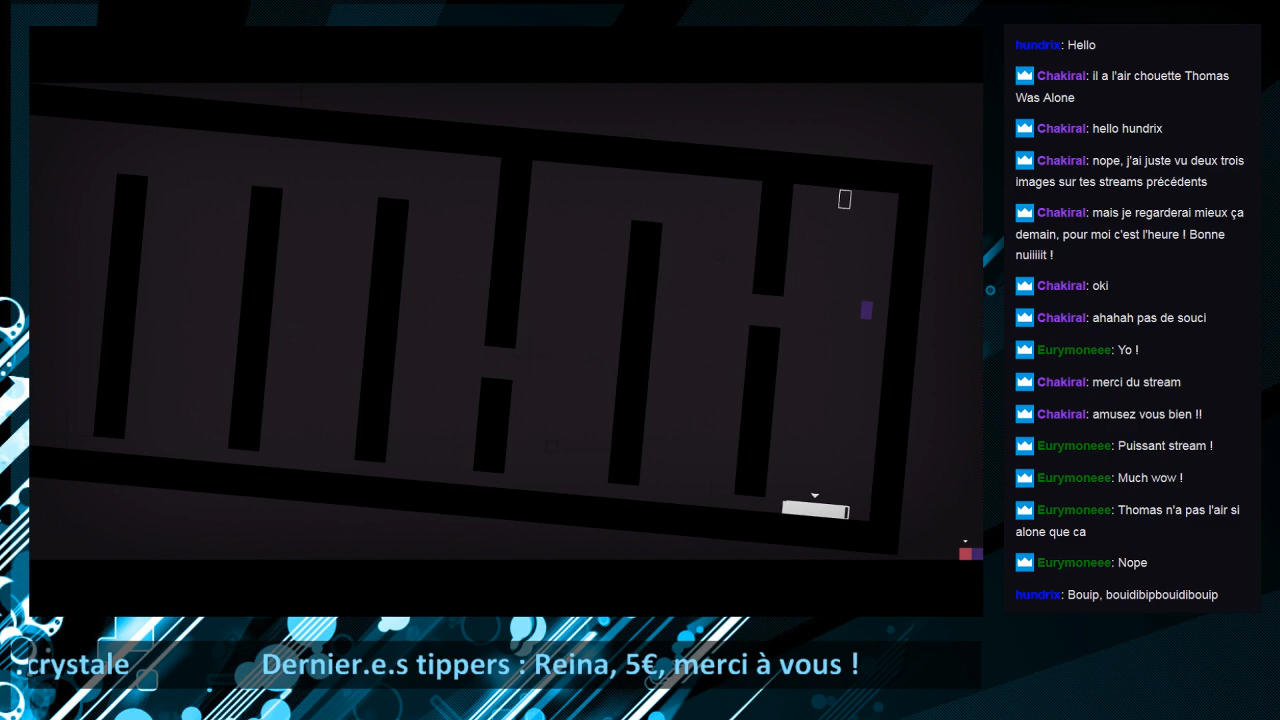 hundrix: Hello
Chakiral: il a l'air chouette Thomas
Was Alone
Chakiral: hello hundrix
Chakiral: nope, j'ai juste vu deux trois
images sur tes streams précédents
Chakiral: mais je regarderai mieux ça
demain, pour moi c'est l'heure ! Bonne
nuiiiiit !
Chakiral: oki
Chakiral: ahahah pas de souci
Eurymoneee: Yo !
Chakiral: merci du stream
Chakiral: amusez vous bien !!
Eurymoneee: Puissant stream !
Eurymoneee: Much wow !
Eurymoneee: Thomas n'a pas l'air si
alone que ca
Eurymoneee: Nope
hundrix: Bouip, bouidibipbouidibouip
crystale Dernier.e.s tippers : Reina, 5€, merci à vous !